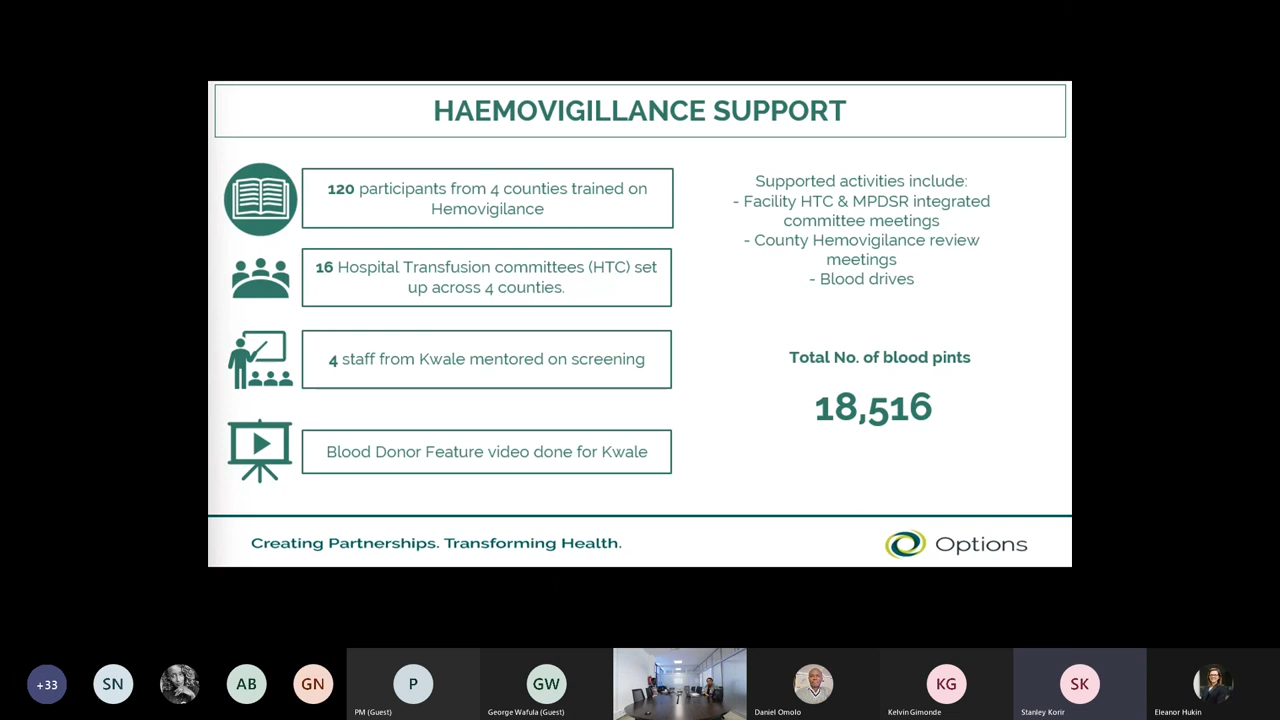 HAEMOVIGILLANCE SUPPORT
120 participants from 4 counties trained on
Hemovigilance
16 Hospital Transfusion committees (HTC) set
up across 4 counties.
4 staff from Kwale mentored on screening
Blood Donor Feature video done for Kwale
Supported activities include:
- Facility HTC & MPDSR integrated
committee meetings
- County Hemovigilance review
meetings
- Blood drives
Total No. of blood pints
18,516
Creating Partnerships. Transforming Health.
Options
+33
SN
AB
GN
P
PM (Guest)
GW
George Wafula (Guest)
Daniel Omolo
KG
Kelvin Gimonde
SK
Stanley Korir
Eleanor Hukin